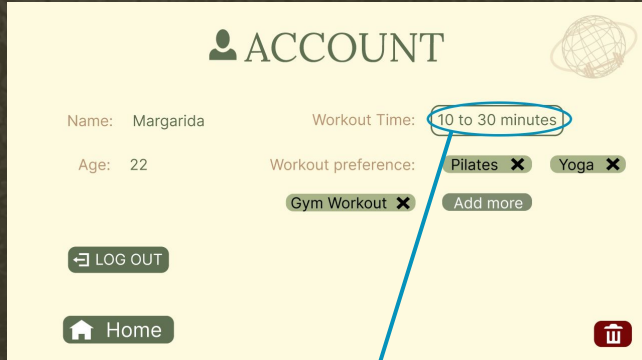 ACCOUNT
Name: Margarida
Workout Time: 10 to 30 minutes
Age: 22
Workout preference: Pilates Yoga
Gym Workout Add more
LOG OUT
Home